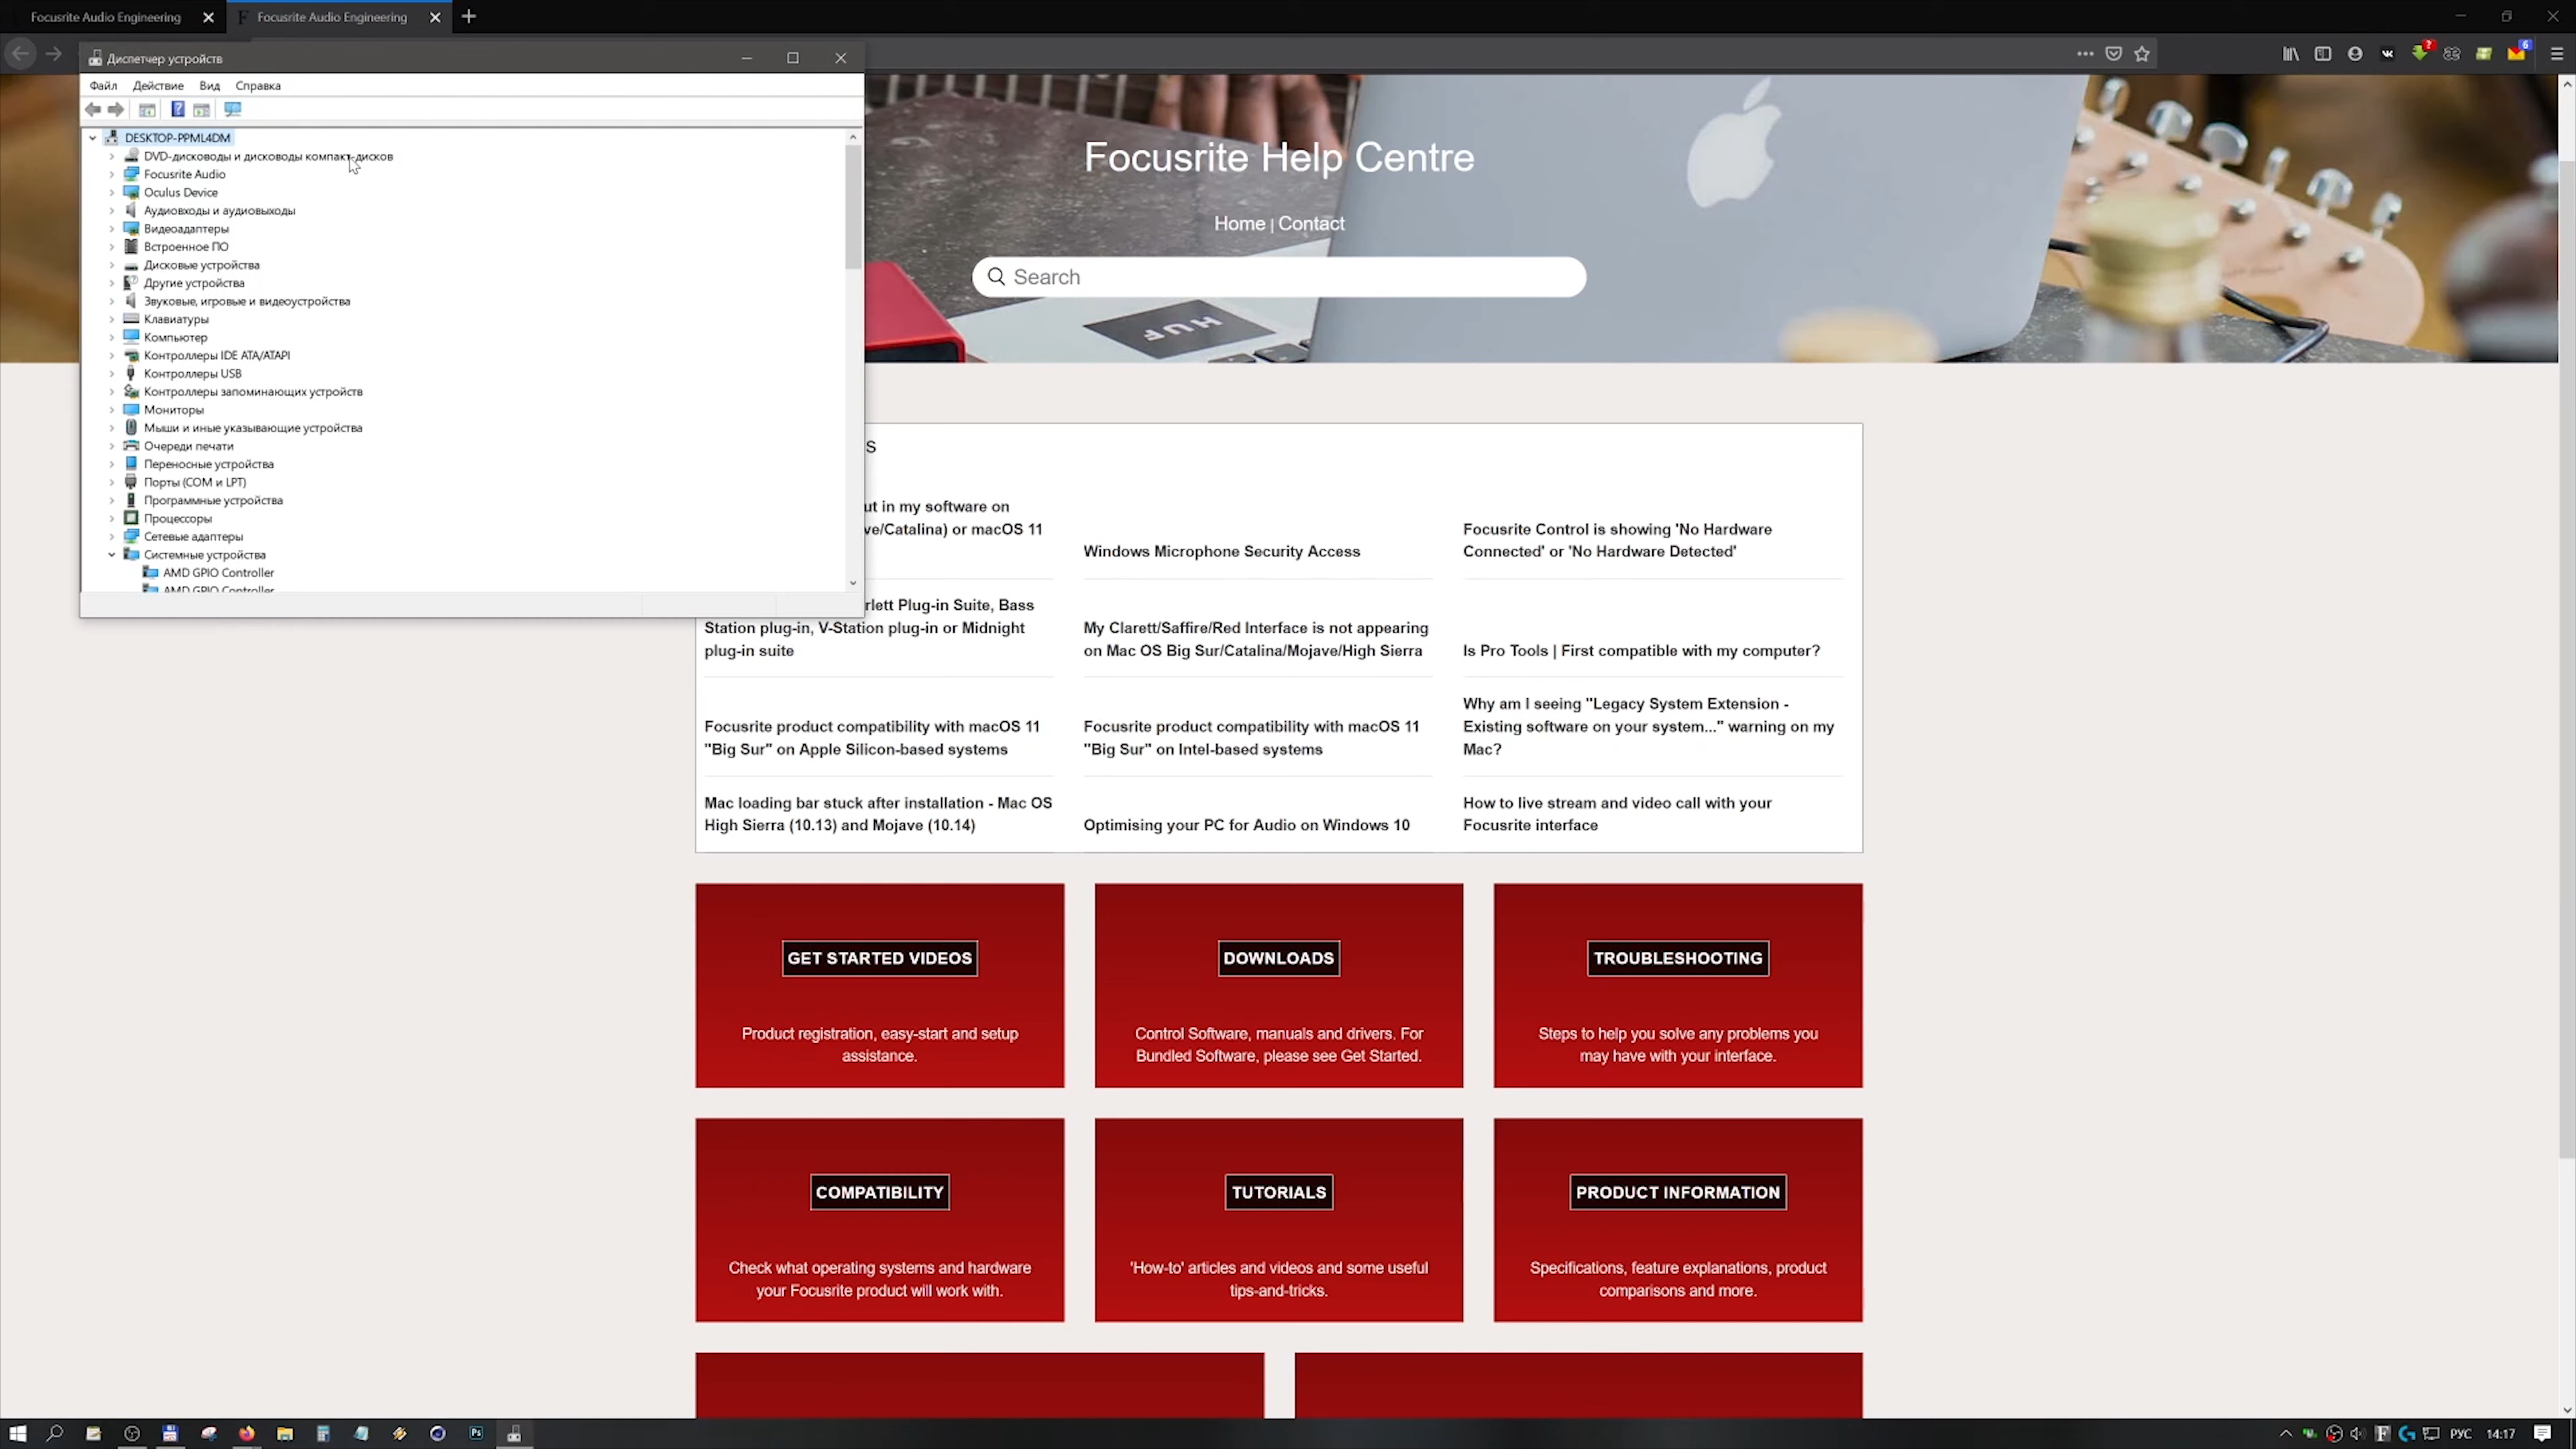 Focusrite Audio Engineering
Focusrite Audio Engineering
Диспетчер устройств
Файл Действие Вид Справка
DESKTOP-PPML4DM
DVD-дисководы и дисководы компакт-дисков
Focusrite Audio
Oculus Device
Аудиовходы и аудиовыходы
Видеоадаптеры
Встроенное ПО
Дисковые устройства
Другие устройства
Звуковые, игровые и видеоустройства
Клавиатуры
Компьютер
Контроллеры IDE ATA/ATAPI
Контроллеры USB
Контроллеры запоминающих устройств
Мониторы
Мыши и иные указывающие устройства
Очереди печати
Переносные устройства
Порты (COM и LPT)
Программные устройства
Процессоры
Сетевые адаптеры
Системные устройства
AMD GPIO Controller
AMD GPIO Controller
Focusrite Help Centre
Home | Contact
Search
HUF
s
ut in my software on
ve/Catalina) or macOS 11
Windows Microphone Security Access
Focusrite Control is showing 'No Hardware
Connected' or 'No Hardware Detected'
rlett Plug-in Suite, Bass
Station plug-in, V-Station plug-in or Midnight
plug-in suite
My Clarett/Saffire/Red Interface is not appearing
on Mac OS Big Sur/Catalina/Mojave/High Sierra
Is Pro Tools | First compatible with my computer?
Focusrite product compatibility with macOS 11
"Big Sur" on Apple Silicon-based systems
Focusrite product compatibility with macOS 11
"Big Sur" on Intel-based systems
Why am I seeing "Legacy System Extension -
Existing software on your system..." warning on my
Mac?
Mac loading bar stuck after installation - Mac OS
High Sierra (10.13) and Mojave (10.14)
Optimising your PC for Audio on Windows 10
How to live stream and video call with your
Focusrite interface
GET STARTED VIDEOS
Product registration, easy-start and setup
assistance.
DOWNLOADS
Control Software, manuals and drivers. For
Bundled Software, please see Get Started.
TROUBLESHOOTING
Steps to help you solve any problems you
may have with your interface.
COMPATIBILITY
Check what operating systems and hardware
your Focusrite product will work with.
TUTORIALS
'How-to' articles and videos and some useful
tips-and-tricks.
PRODUCT INFORMATION
Specifications, feature explanations, product
comparisons and more.
Ps
РУС 14:17